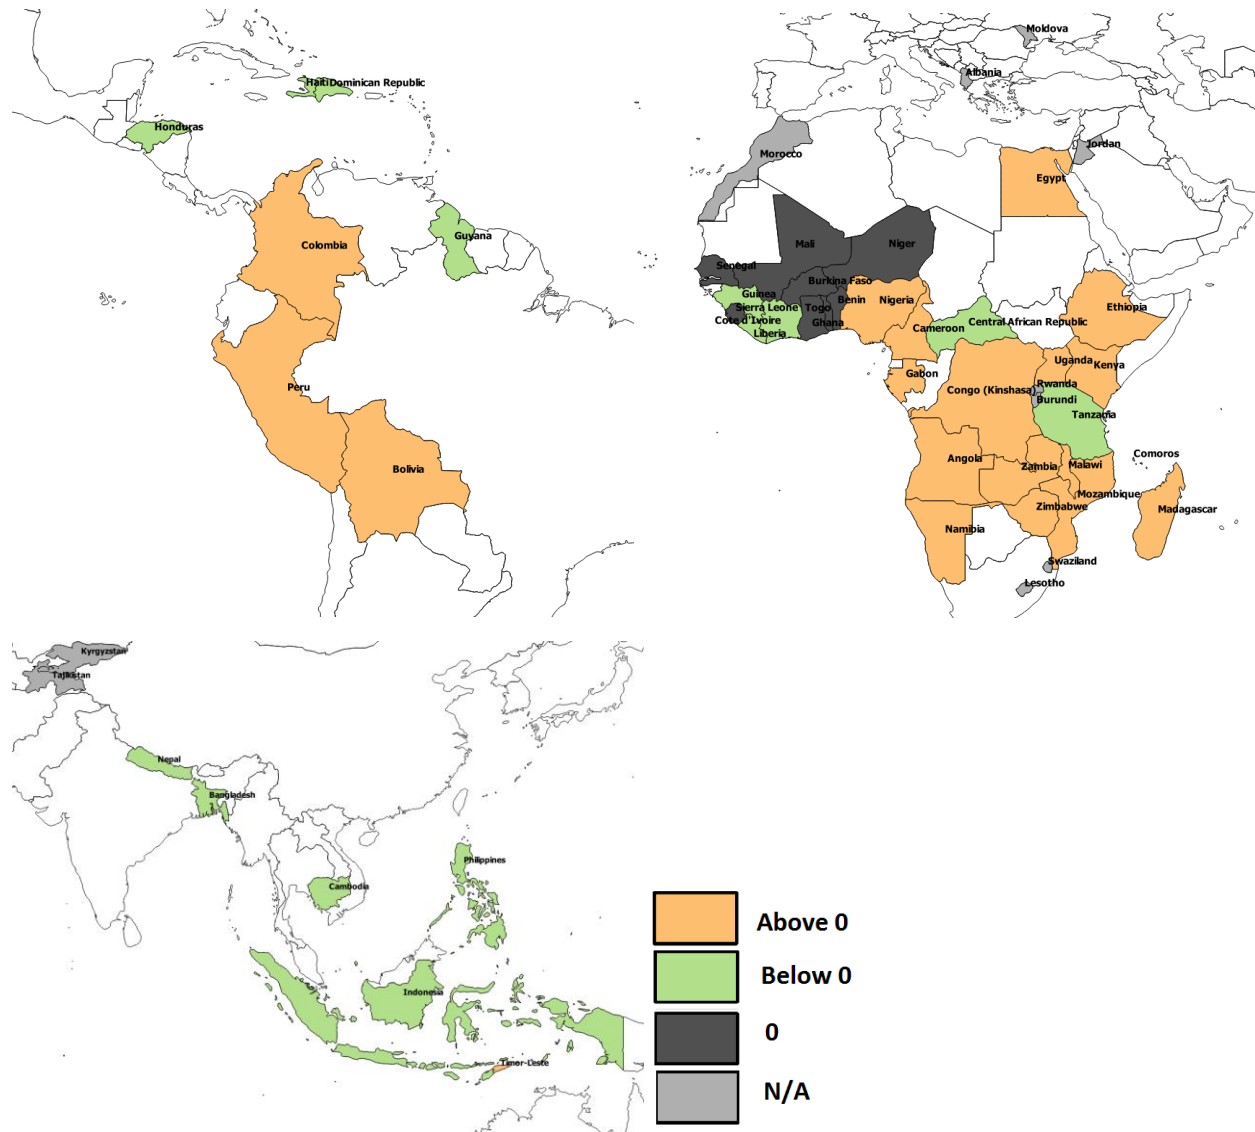 Haiti Dominican Republic
Honduras
Guyana
Colombia
Peru
Bolivia
Moldova
Albania
Jordan
Morocco
Egypt
Mali
Niger
Senegal
Burkina Faso
Guinea
Benin
Nigeria
Sierra Leone
Togo
Ethiopia
Cote d'Ivoire
Ghana
Central African Republic
Cameroon
Liberia
Uganda
Kenya
Gabon
Rwanda
Congo (Kinshasa)
Burundi
Tanzania
Comoros
Angola
Zambia
Malawi
Mozambique
Zimbabwe
Madagascar
Namibia
Swaziland
Lesotho
Kyrgyzstan
Tajikistan
Nepal
Bangladesh
Philippines
Cambodia
Indonesia
Timor-Leste
Above 0
Below 0
0
N/A